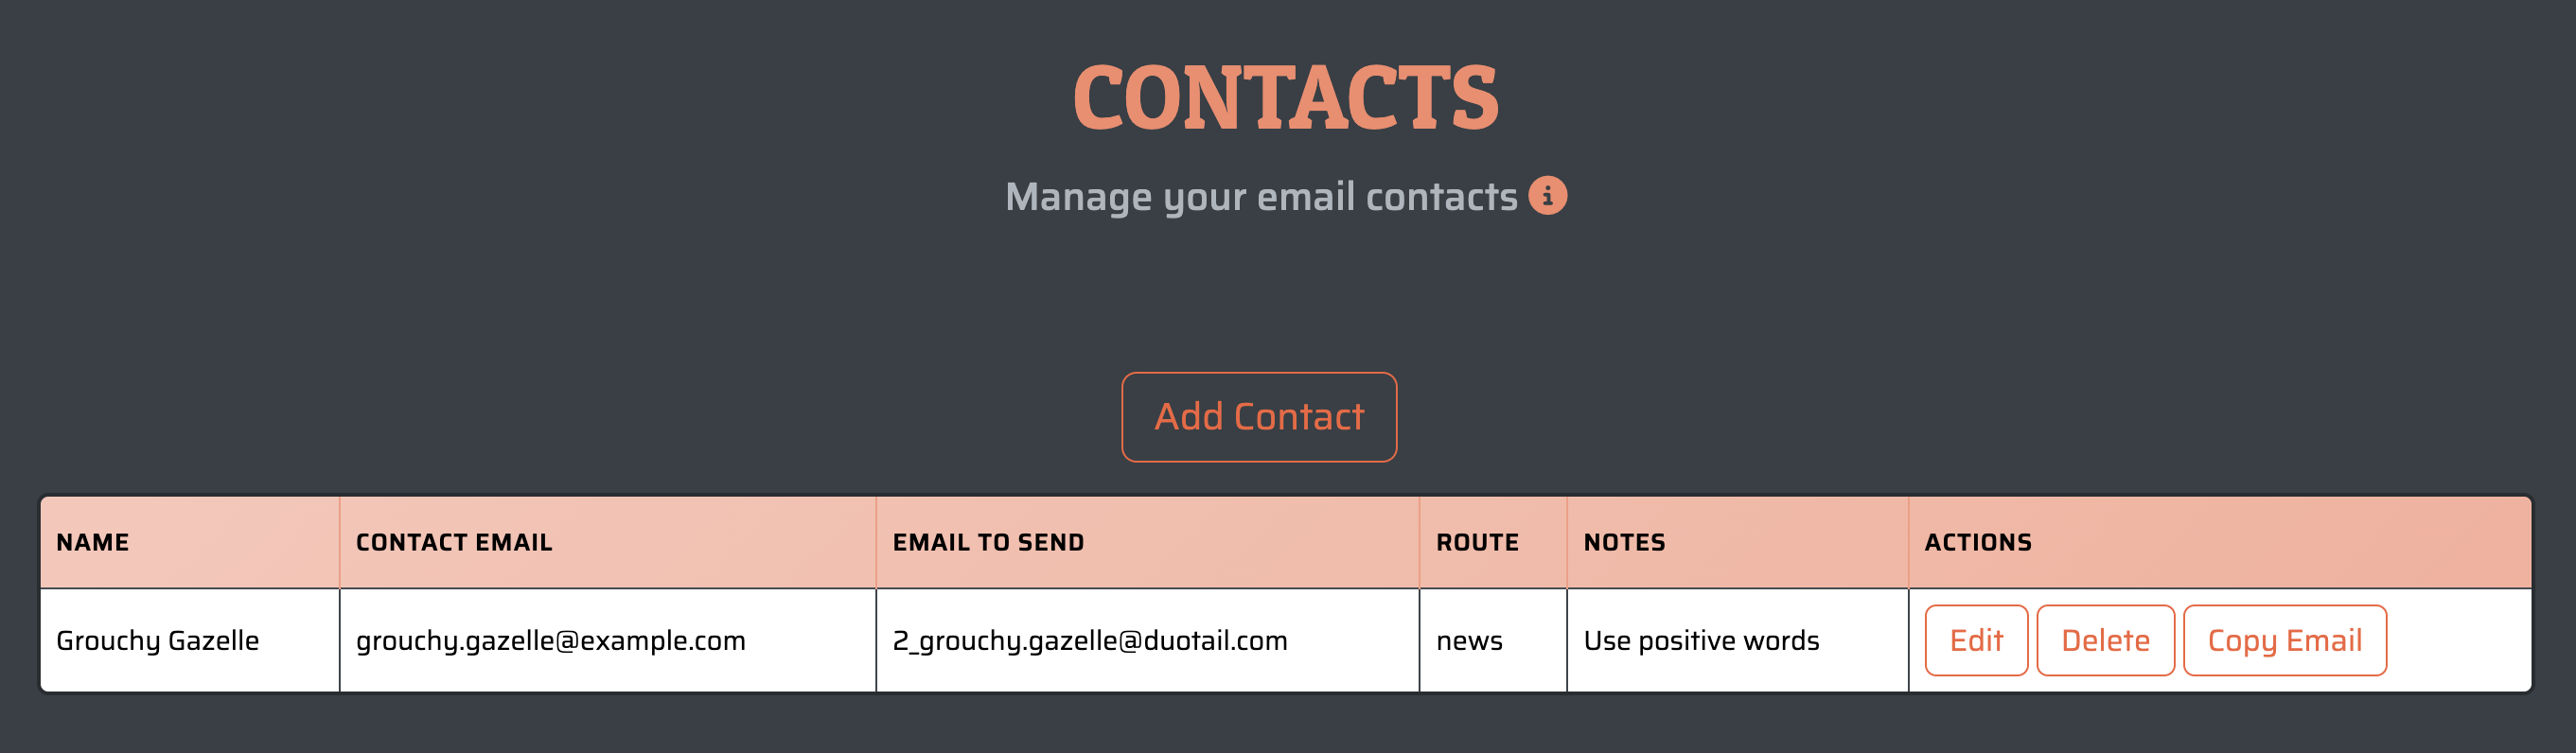 CONTACTS
Manage your email contacts
Add Contact
NAME CONTACT EMAIL EMAIL TO SEND ROUTE NOTES ACTIONS
Grouchy Gazelle grouchy.gazelle@example.com 2_grouchy.gazelle@duotail.com news Use positive words Edit Delete Copy Email